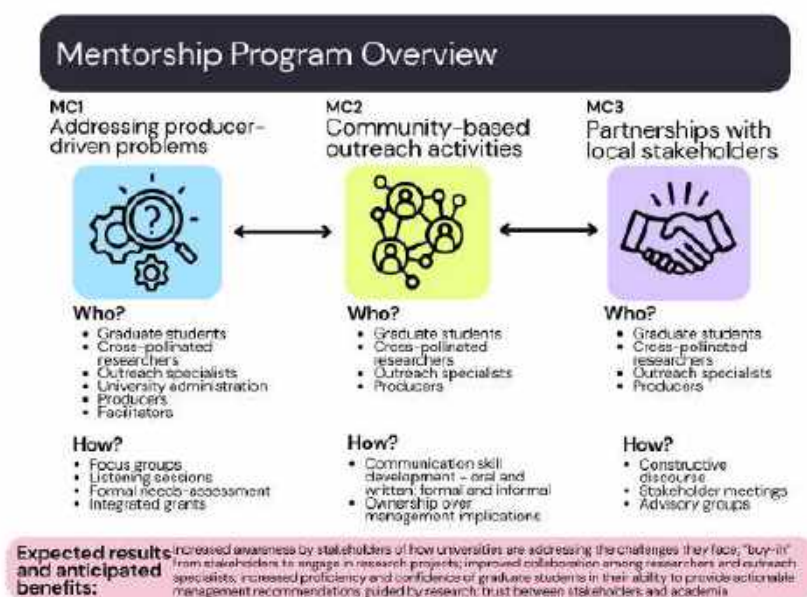 Mentorship Program Overview
MC1
Addressing producer-
driven problems
MC2
Community-based
outreach activities
MC3
Partnerships with
local stakeholders
?
Who?
• Graduate students
• Cross-pollinated
researchers
• Outreach specialists
• University administration
• Producers
• Facilitators
Who?
• Graduate students
• Cross-pollinated
researchers
• Outreach specialists
• Producers
Who?
• Graduate students
• Cross-pollinated
researchers
• Outreach specialists
• Producers
How?
• Focus groups
• Listening sessions
• Formal needs-assessment
• Integrated grants
How?
• Communication skill
development - oral and
written; formal and informal
• Ownership over
management implications
How?
• Constructive
discourse
• Stakeholder meetings
• Advisory groups
Expected results
and anticipated
benefits:
Increased awareness by stakeholders of how universities are addressing the challenges they face; "buy-in"
from stakeholders to engage in research projects; improved collaboration among researchers and outreach
specialists; increased proficiency and confidence of graduate students in their ability to provide actionable
management recommendations guided by research; trust between stakeholders and academia